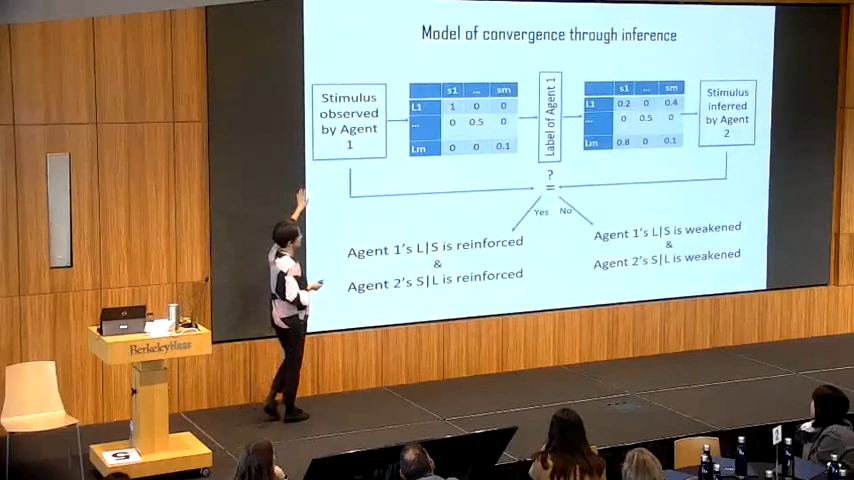 Model of convergence through inference
Stimulus
observed
by Agent
1
s1 ... sm
L1 1 0 0
... 0 0.5 0
Lm 0 0 0.1
Label of Agent 1
s1 ... sm
L1 0.2 0 0.4
... 0 0.5 0
Lm 0.8 0 0.1
Stimulus
inferred
by Agent
2
?
=
Yes No
Agent 1's L|S is reinforced
&
Agent 2's S|L is reinforced
Agent 1's L|S is weakened
&
Agent 2's S|L is weakened
BerkeleyHaas
5